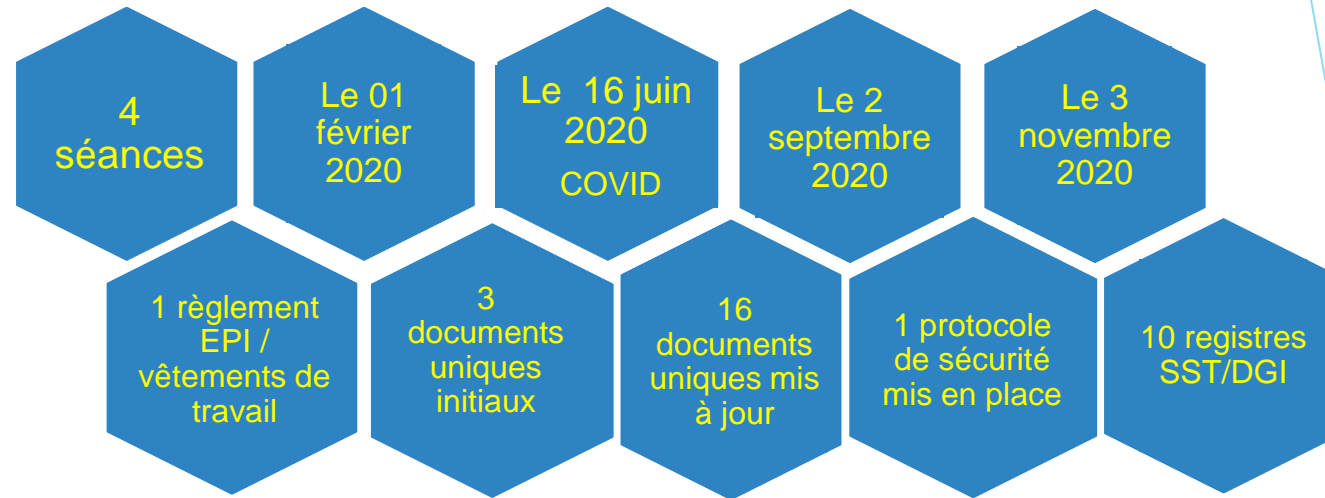 4
séances
Le 01
février
2020
Le 16 juin
2020
COVID
Le 2
septembre
2020
Le 3
novembre
2020
1 règlement
EPI /
vêtements de
travail
3
documents
uniques
initiaux
16
documents
uniques mis
à jour
1 protocole
de sécurité
mis en place
10 registres
SST/DGI